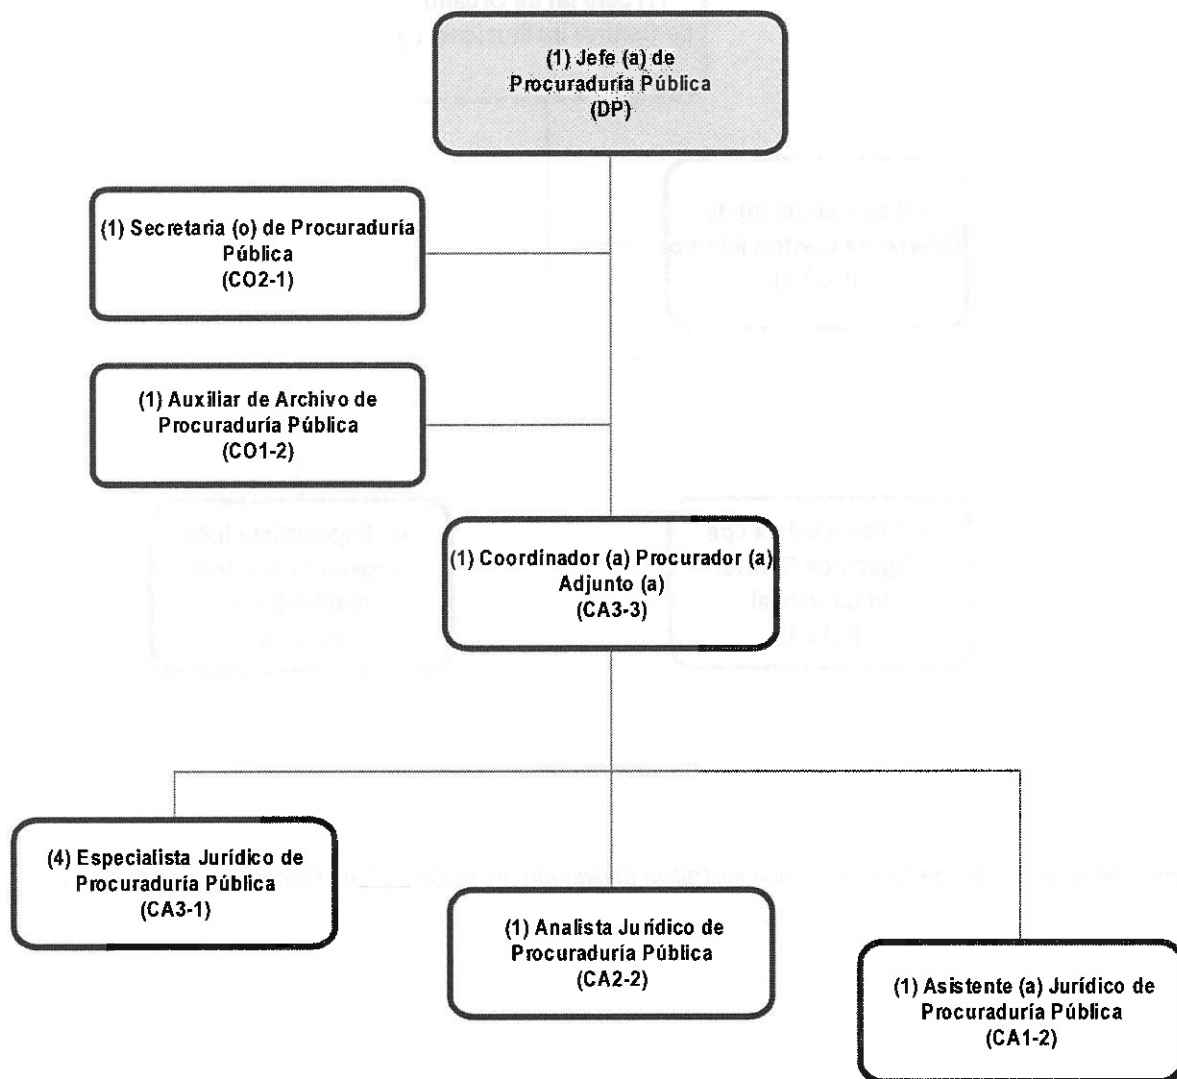 (1) Jefe (a) de
Procuraduría Pública
(DP)
(1) Secretaria (o) de Procuraduría
Pública
(CO2-1)
(1) Auxiliar de Archivo de
Procuraduría Pública
(CO1-2)
(1) Coordinador (a) Procurador (a)
Adjunto (a)
(CA3-3)
(4) Especialista Jurídico de
Procuraduría Pública
(CA3-1)
(1) Analista Jurídico de
Procuraduría Pública
(CA2-2)
(1) Asistente (a) Jurídico de
Procuraduría Pública
(CA1-2)